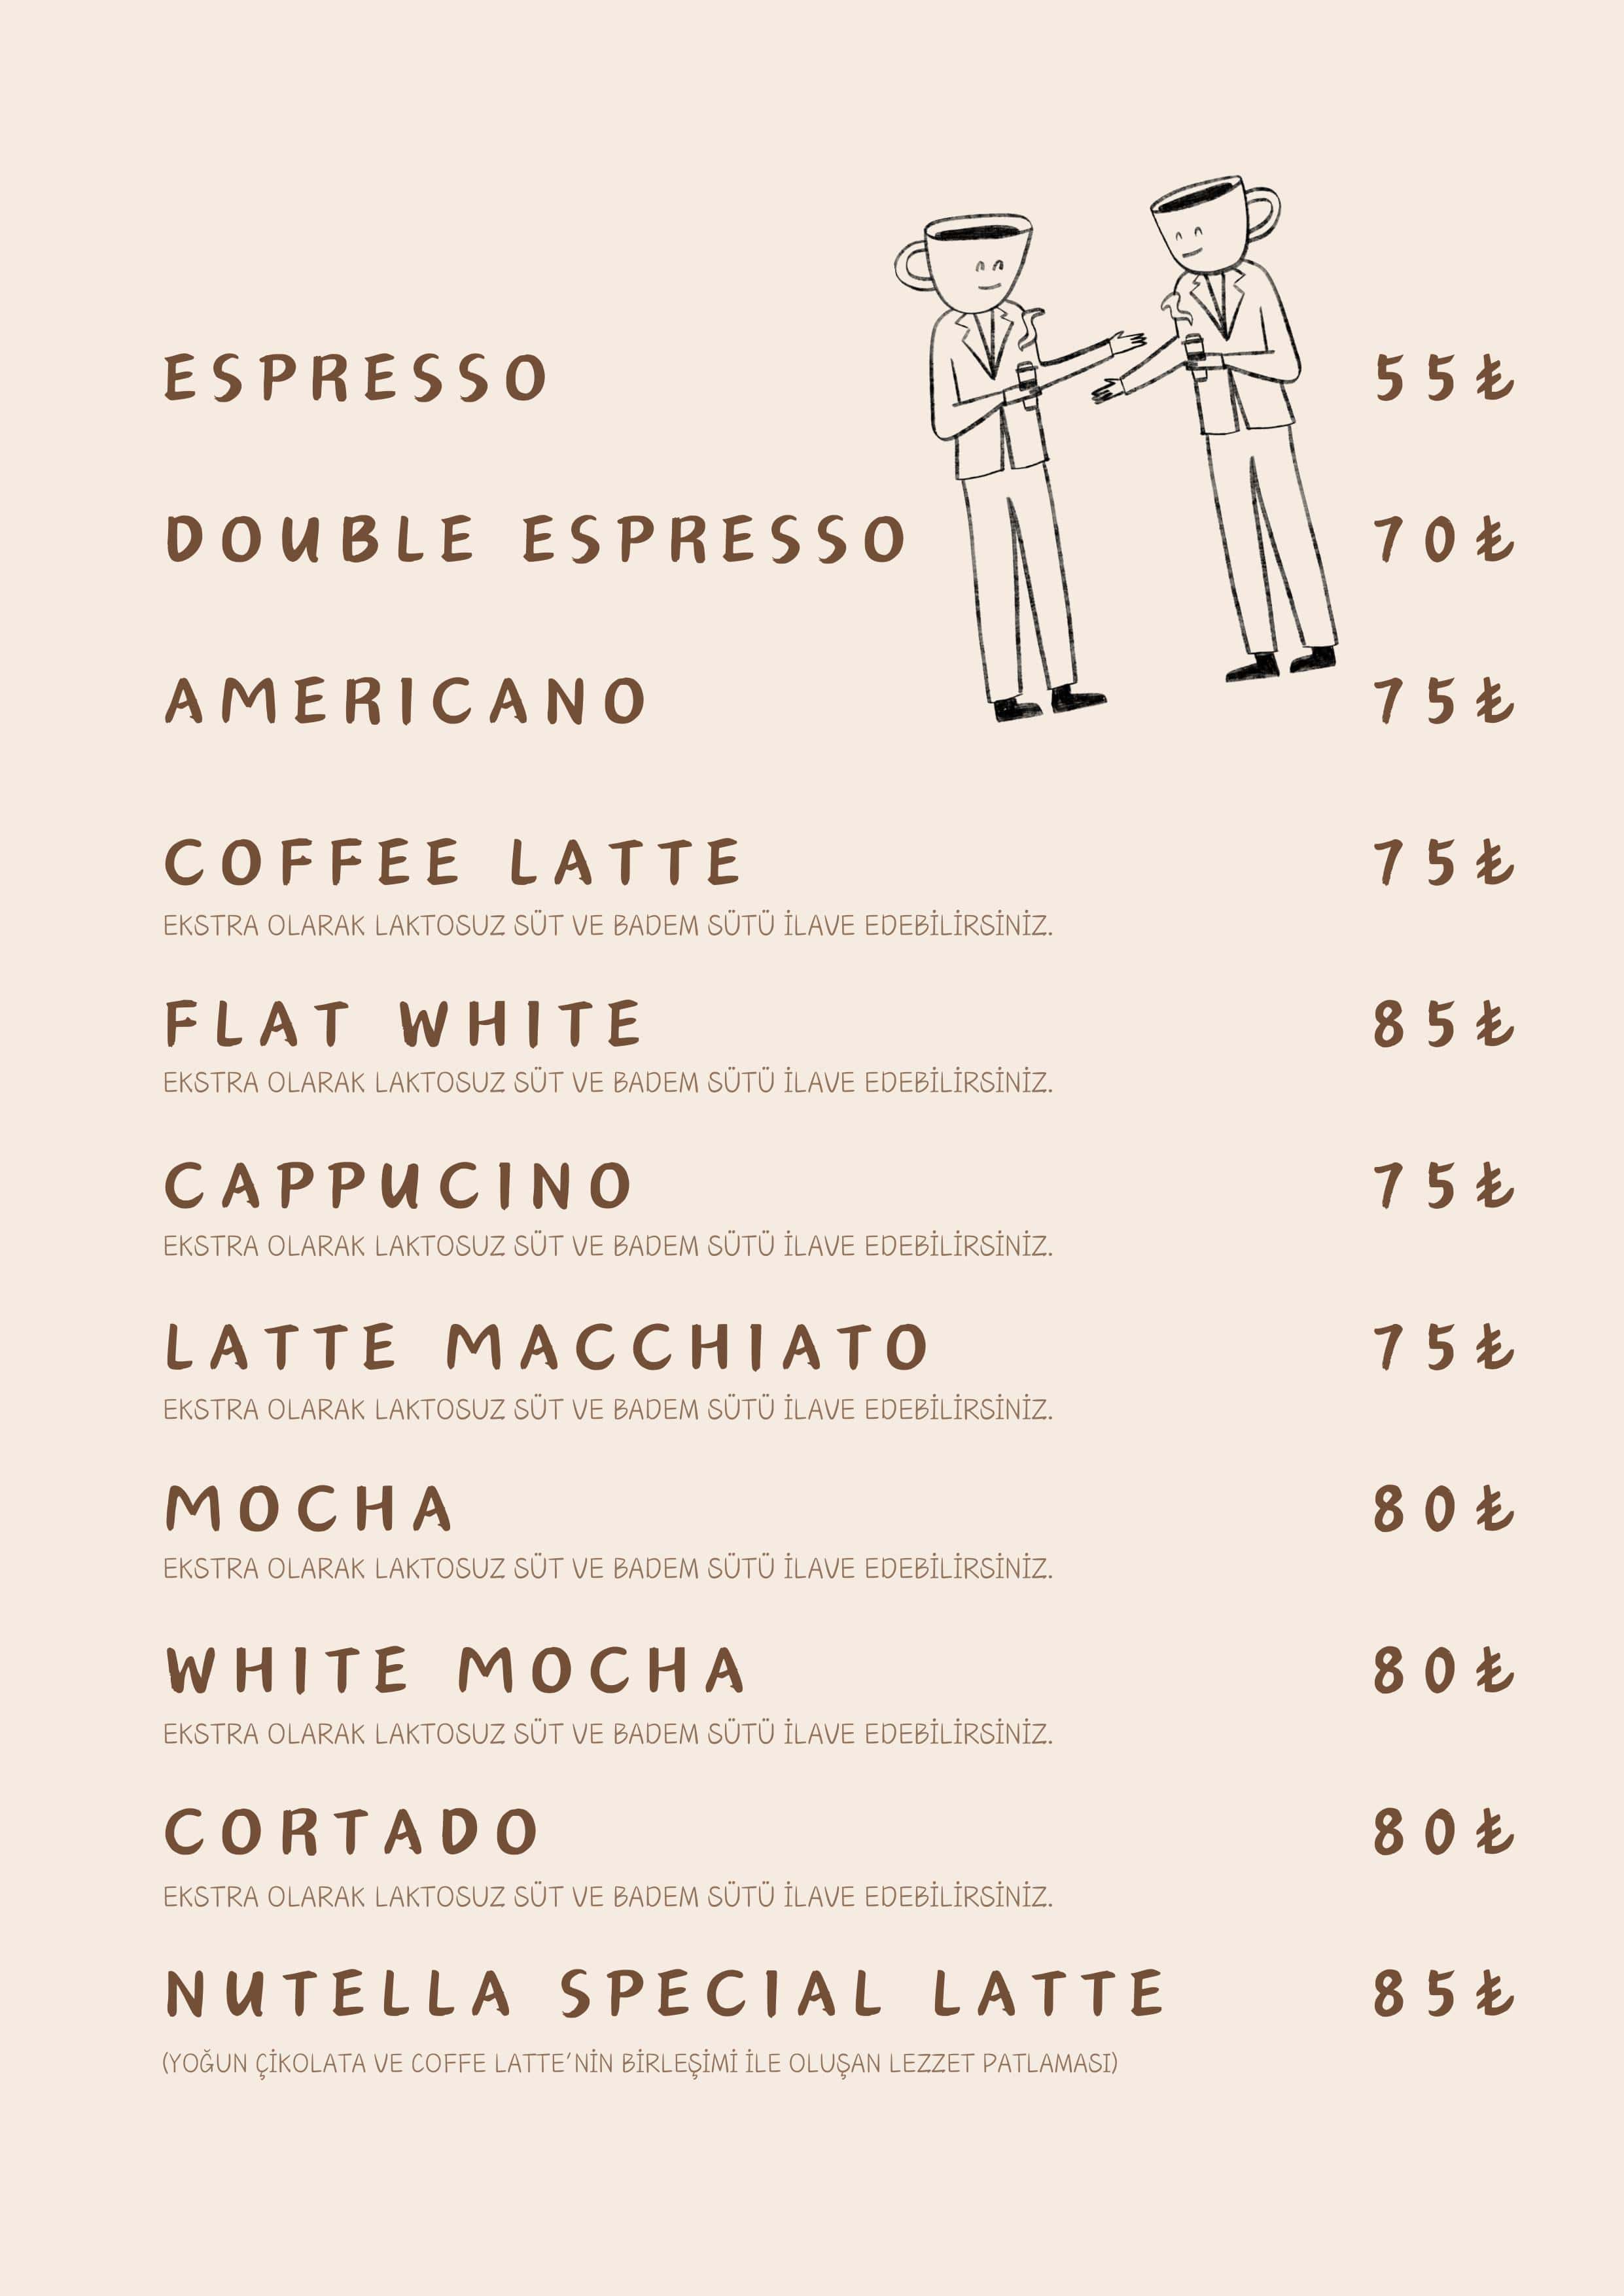 ESPRESSO 55₺
DOUBLE ESPRESSO 70₺
AMERICANO 75₺
COFFEE LATTE 75₺
EKSTRA OLARAK LAKTOSUZ SÜT VE BADEM SÜTÜ İLAVE EDEBİLİRSİNİZ.
FLAT WHITE 85₺
EKSTRA OLARAK LAKTOSUZ SÜT VE BADEM SÜTÜ İLAVE EDEBİLİRSİNİZ.
CAPPUCINO 75₺
EKSTRA OLARAK LAKTOSUZ SÜT VE BADEM SÜTÜ İLAVE EDEBİLİRSİNİZ.
LATTE MACCHIATO 75₺
EKSTRA OLARAK LAKTOSUZ SÜT VE BADEM SÜTÜ İLAVE EDEBİLİRSİNİZ.
MOCHA 80₺
EKSTRA OLARAK LAKTOSUZ SÜT VE BADEM SÜTÜ İLAVE EDEBİLİRSİNİZ.
WHITE MOCHA 80₺
EKSTRA OLARAK LAKTOSUZ SÜT VE BADEM SÜTÜ İLAVE EDEBİLİRSİNİZ.
CORTADO 80₺
EKSTRA OLARAK LAKTOSUZ SÜT VE BADEM SÜTÜ İLAVE EDEBİLİRSİNİZ.
NUTELLA SPECIAL LATTE 85₺
(YOĞUN ÇİKOLATA VE COFFE LATTE'NİN BİRLEŞİMİ İLE OLUŞAN LEZZET PATLAMASI)